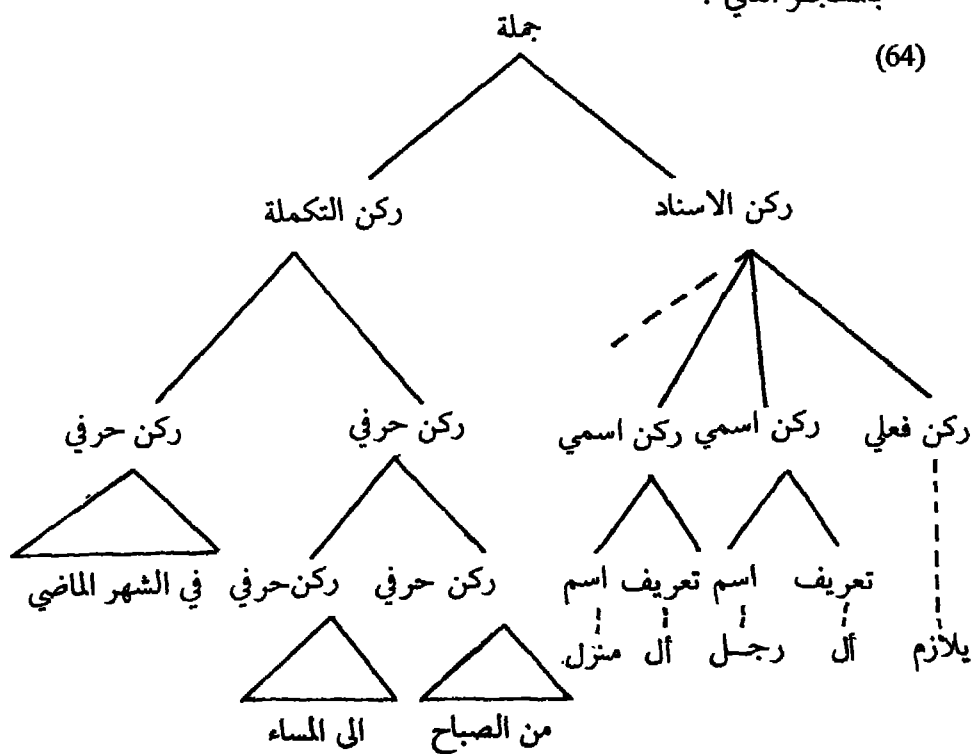 جملة
(64)
ركن الاسناد ركن التكملة
ركن فعلي ركن اسمي ركن اسمي ركن حرفي ركن حرفي
تعريف اسم تعريف اسم ركن حرفي ركن حرفي في الشهر الماضي
يلازم أل رجل أل منزل
من الصباح الى المساء